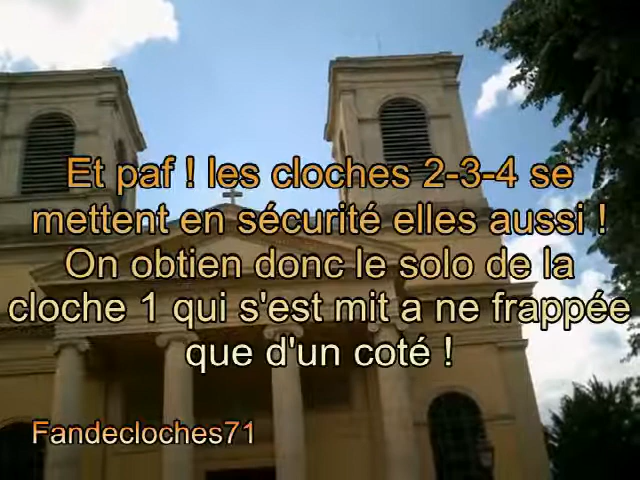 Et paf ! les cloches 2-3-4 se
mettent en sécurité elles aussi !
On obtien donc le solo de la
cloche 1 qui s'est mit a ne frappée
que d'un coté !
Fandecloches71